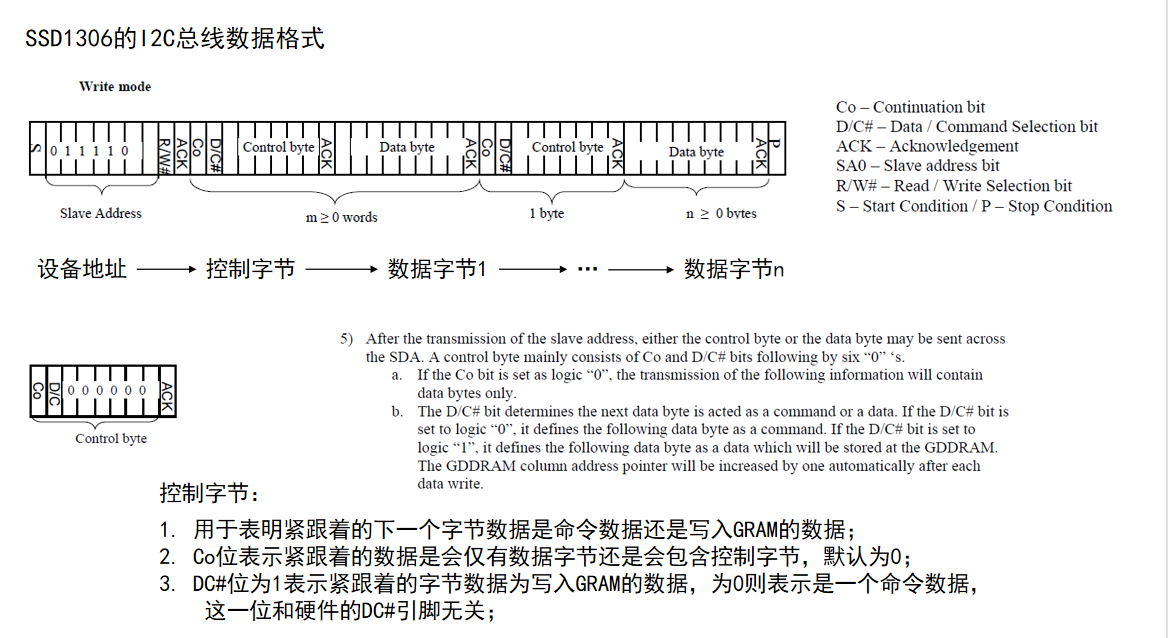 SSD1306的I2C总线数据格式
Write mode
S 0 1 1 1 1 0 R/W# ACK Co D/C# Control byte ACK Data byte ACK Co D/C# Control byte ACK Data byte ACK P
Slave Address m ≥ 0 words 1 byte n ≥ 0 bytes
Co – Continuation bit
D/C# – Data / Command Selection bit
ACK – Acknowledgement
SA0 – Slave address bit
R/W# – Read / Write Selection bit
S – Start Condition / P – Stop Condition
设备地址 控制字节 数据字节1 … 数据字节n
5) After the transmission of the slave address, either the control byte or the data byte may be sent across
the SDA. A control byte mainly consists of Co and D/C# bits following by six “0” ‘s.
a. If the Co bit is set as logic “0”, the transmission of the following information will contain
data bytes only.
b. The D/C# bit determines the next data byte is acted as a command or a data. If the D/C# bit is
set to logic “0”, it defines the following data byte as a command. If the D/C# bit is set to
logic “1”, it defines the following data byte as a data which will be stored at the GDDRAM.
The GDDRAM column address pointer will be increased by one automatically after each
data write.
Co D/C 0 0 0 0 0 0 ACK
Control byte
控制字节：
1. 用于表明紧跟着的下一个字节数据是命令数据还是写入GRAM的数据；
2. Co位表示紧跟着的数据是会仅有数据字节还是会包含控制字节，默认为0；
3. DC#位为1表示紧跟着的字节数据为写入GRAM的数据，为0则表示是一个命令数据，
这一位和硬件的DC#引脚无关；